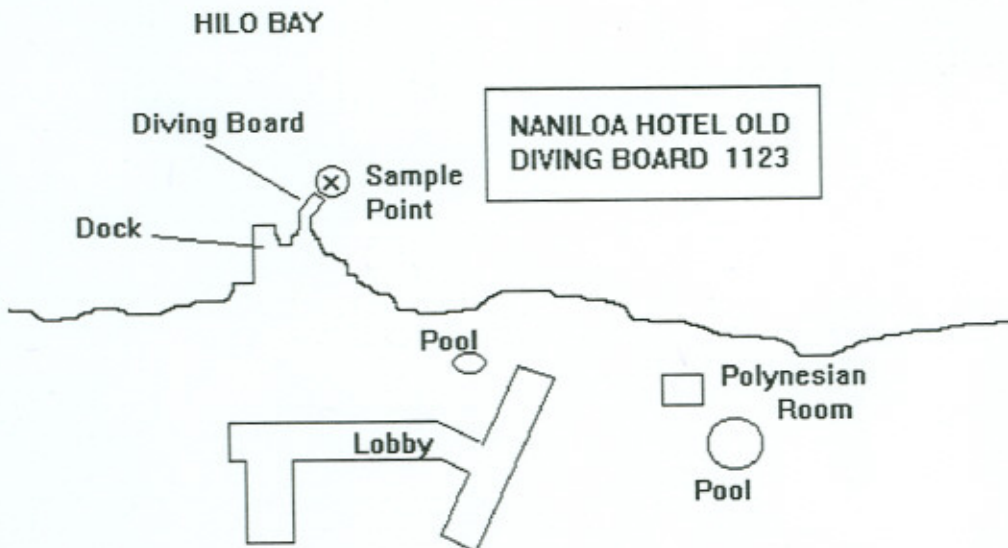 HILO BAY
Diving Board
NANILOA HOTEL OLD
DIVING BOARD 1123
Sample
Point
Dock
Pool
Polynesian
Room
Lobby
Pool